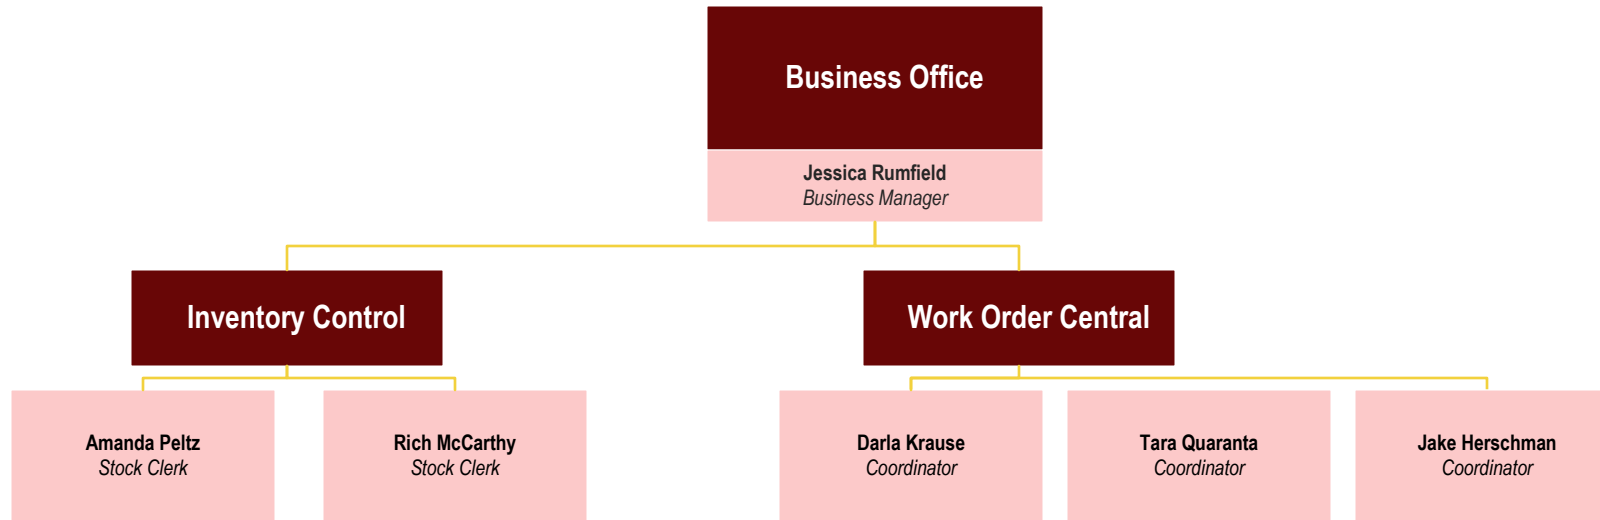 Business Office
Jessica Rumfield
Business Manager
Inventory Control
Work Order Central
Amanda Peltz
Stock Clerk
Rich McCarthy
Stock Clerk
Darla Krause
Coordinator
Tara Quaranta
Coordinator
Jake Herschman
Coordinator